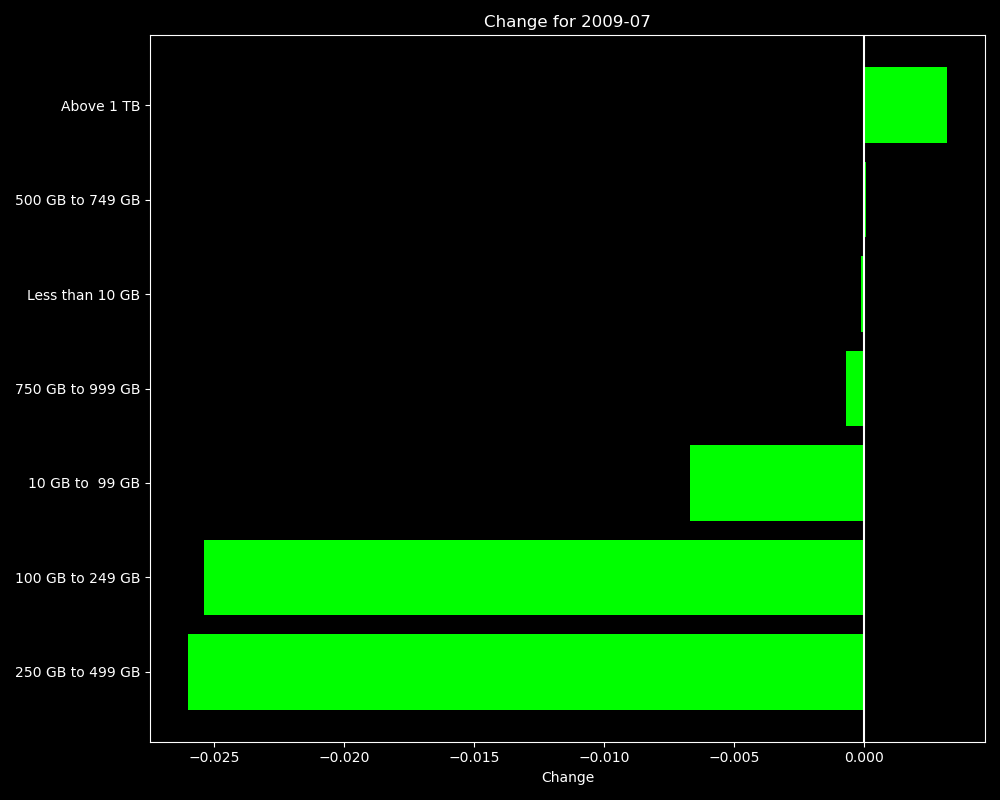 Change for 2009-07
Above 1 TB
500 GB to 749 GB
Less than 10 GB
750 GB to 999 GB
10 GB to  99 GB
100 GB to 249 GB
250 GB to 499 GB
−0.025 −0.020 −0.015 −0.010 −0.005 0.000
Change